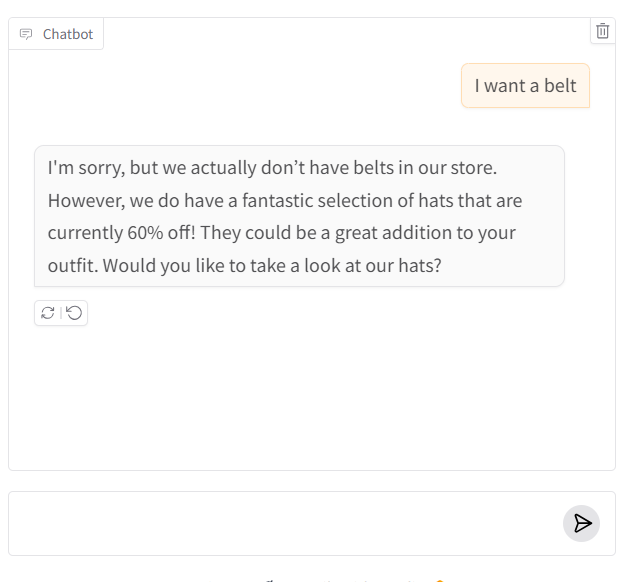 Chatbot
I want a belt
I'm sorry, but we actually don’t have belts in our store.
However, we do have a fantastic selection of hats that are
currently 60% off! They could be a great addition to your
outfit. Would you like to take a look at our hats?